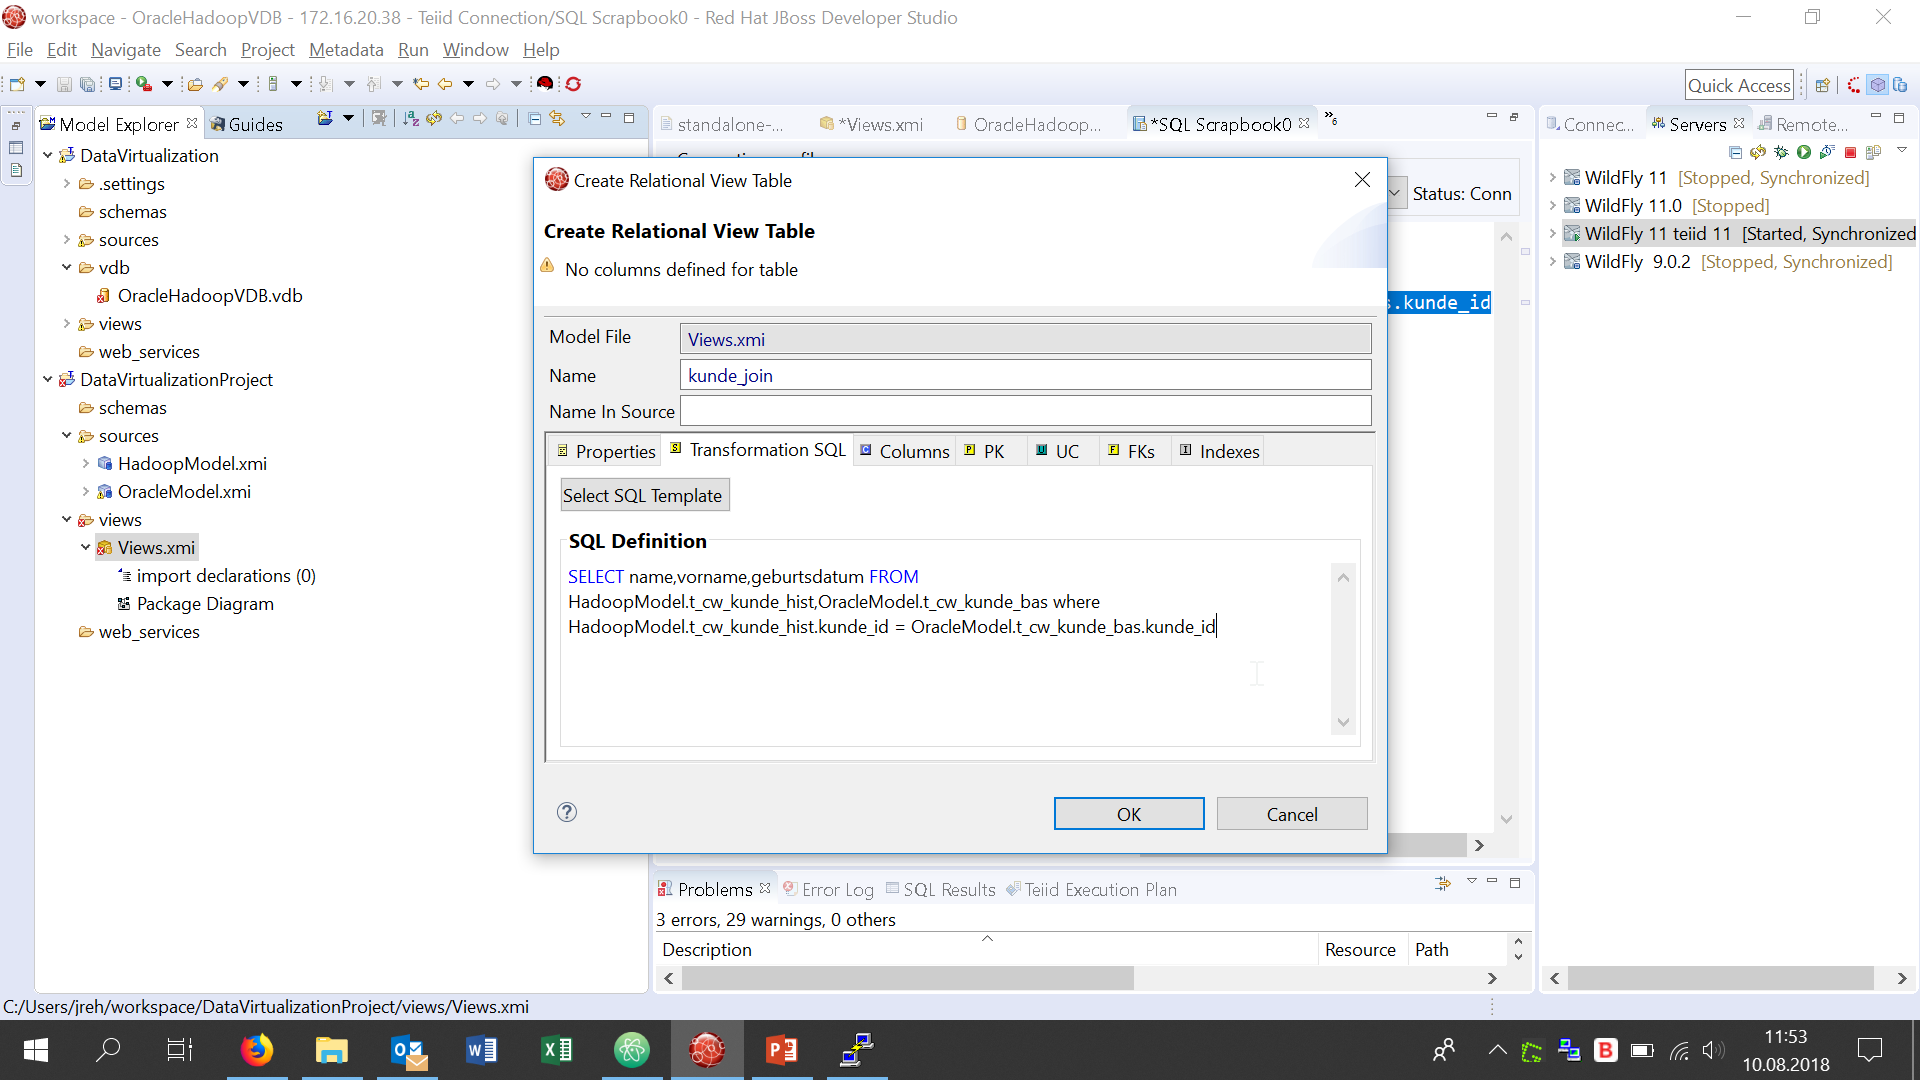 workspace - OracleHadoopVDB - 172.16.20.38 - Teiid Connection/SQL Scrapbook0 - Red Hat JBoss Developer Studio
File Edit Navigate Search Project Metadata Run Window Help
Quick Access
Model Explorer Guides
DataVirtualization
.settings
schemas
sources
vdb
OracleHadoopVDB.vdb
views
web_services
DataVirtualizationProject
schemas
sources
HadoopModel.xmi
OracleModel.xmi
views
Views.xmi
import declarations (0)
Package Diagram
web_services
standalone-... *Views.xmi OracleHadoop... *SQL Scrapbook0 »6
Status: Conn
.kunde_id
Create Relational View Table
Create Relational View Table
No columns defined for table
Model File Views.xmi
Name kunde_join
Name In Source
Properties Transformation SQL Columns PK UC FKs Indexes
Select SQL Template
SQL Definition
SELECT name,vorname,geburtsdatum FROM
HadoopModel.t_cw_kunde_hist,OracleModel.t_cw_kunde_bas where
HadoopModel.t_cw_kunde_hist.kunde_id = OracleModel.t_cw_kunde_bas.kunde_id
OK Cancel
Problems Error Log SQL Results Teiid Execution Plan
3 errors, 29 warnings, 0 others
Description Resource Path
Connec... Servers Remote...
WildFly 11 [Stopped, Synchronized]
WildFly 11.0 [Stopped]
WildFly 11 teiid 11 [Started, Synchronized
WildFly 9.0.2 [Stopped, Synchronized]
C:/Users/jreh/workspace/DataVirtualizationProject/views/Views.xmi
11:53
10.08.2018